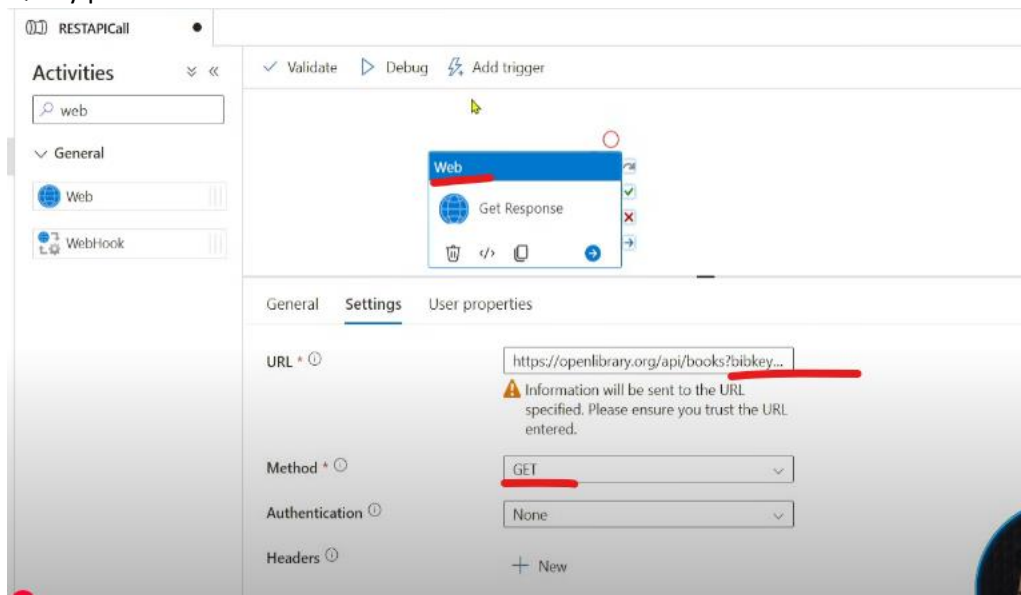 RESTAPICall
Activities
Validate Debug Add trigger
web
General
Web
WebHook
Web
Get Response
General Settings User properties
URL *
https://openlibrary.org/api/books?bibkey...
Information will be sent to the URL
specified. Please ensure you trust the URL
entered.
Method *
GET
Authentication
None
Headers
+ New